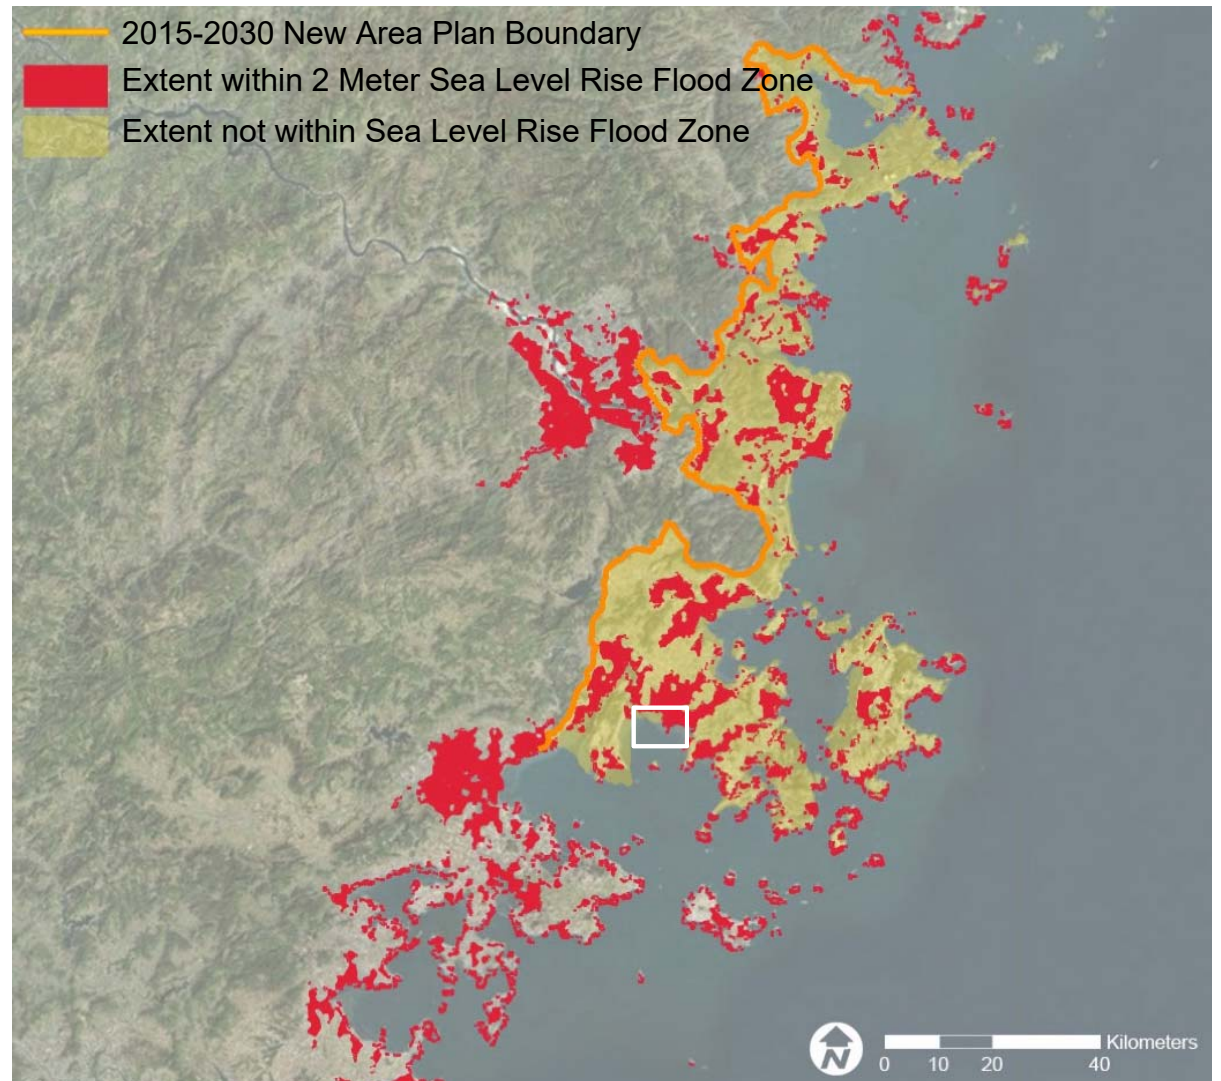 2015-2030 New Area Plan Boundary
Extent within 2 Meter Sea Level Rise Flood Zone
Extent not within Sea Level Rise Flood Zone
N
Kilometers
0 10 20 40